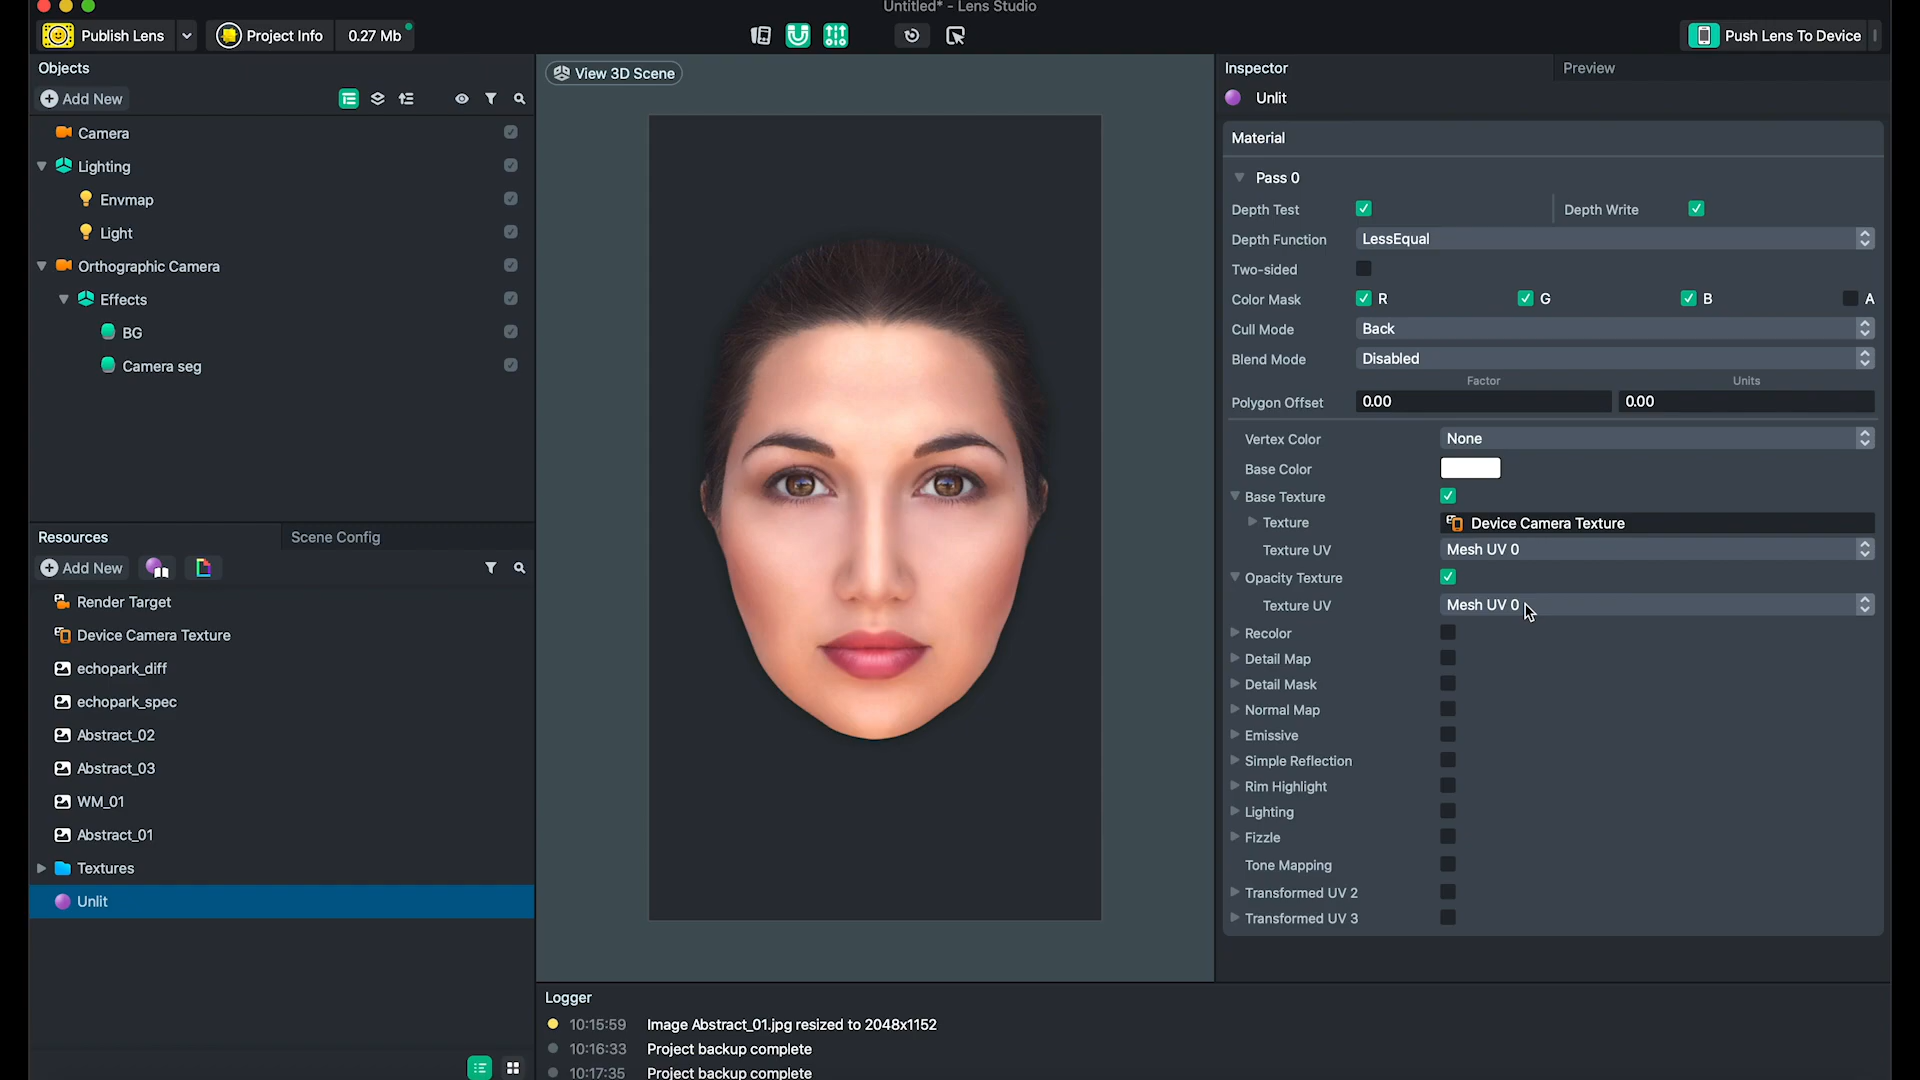 Untitled* - Lens Studio
Publish Lens
Project Info
0.27 Mb
Push Lens To Device
Objects
Add New
Camera
Lighting
Envmap
Light
Orthographic Camera
Effects
BG
Camera seg
Resources
Scene Config
Add New
Render Target
Device Camera Texture
echopark_diff
echopark_spec
Abstract_02
Abstract_03
WM_01
Abstract_01
Textures
Unlit
View 3D Scene
Logger
10:15:59 Image Abstract_01.jpg resized to 2048x1152
10:16:33 Project backup complete
10:17:35 Project backup complete
Inspector
Preview
Unlit
Material
Pass 0
Depth Test
Depth Write
Depth Function LessEqual
Two-sided
Color Mask R G B A
Cull Mode Back
Blend Mode Disabled
Factor Units
Polygon Offset 0.00 0.00
Vertex Color None
Base Color
Base Texture
Texture Device Camera Texture
Texture UV Mesh UV 0
Opacity Texture
Texture UV Mesh UV 0
Recolor
Detail Map
Detail Mask
Normal Map
Emissive
Simple Reflection
Rim Highlight
Lighting
Fizzle
Tone Mapping
Transformed UV 2
Transformed UV 3